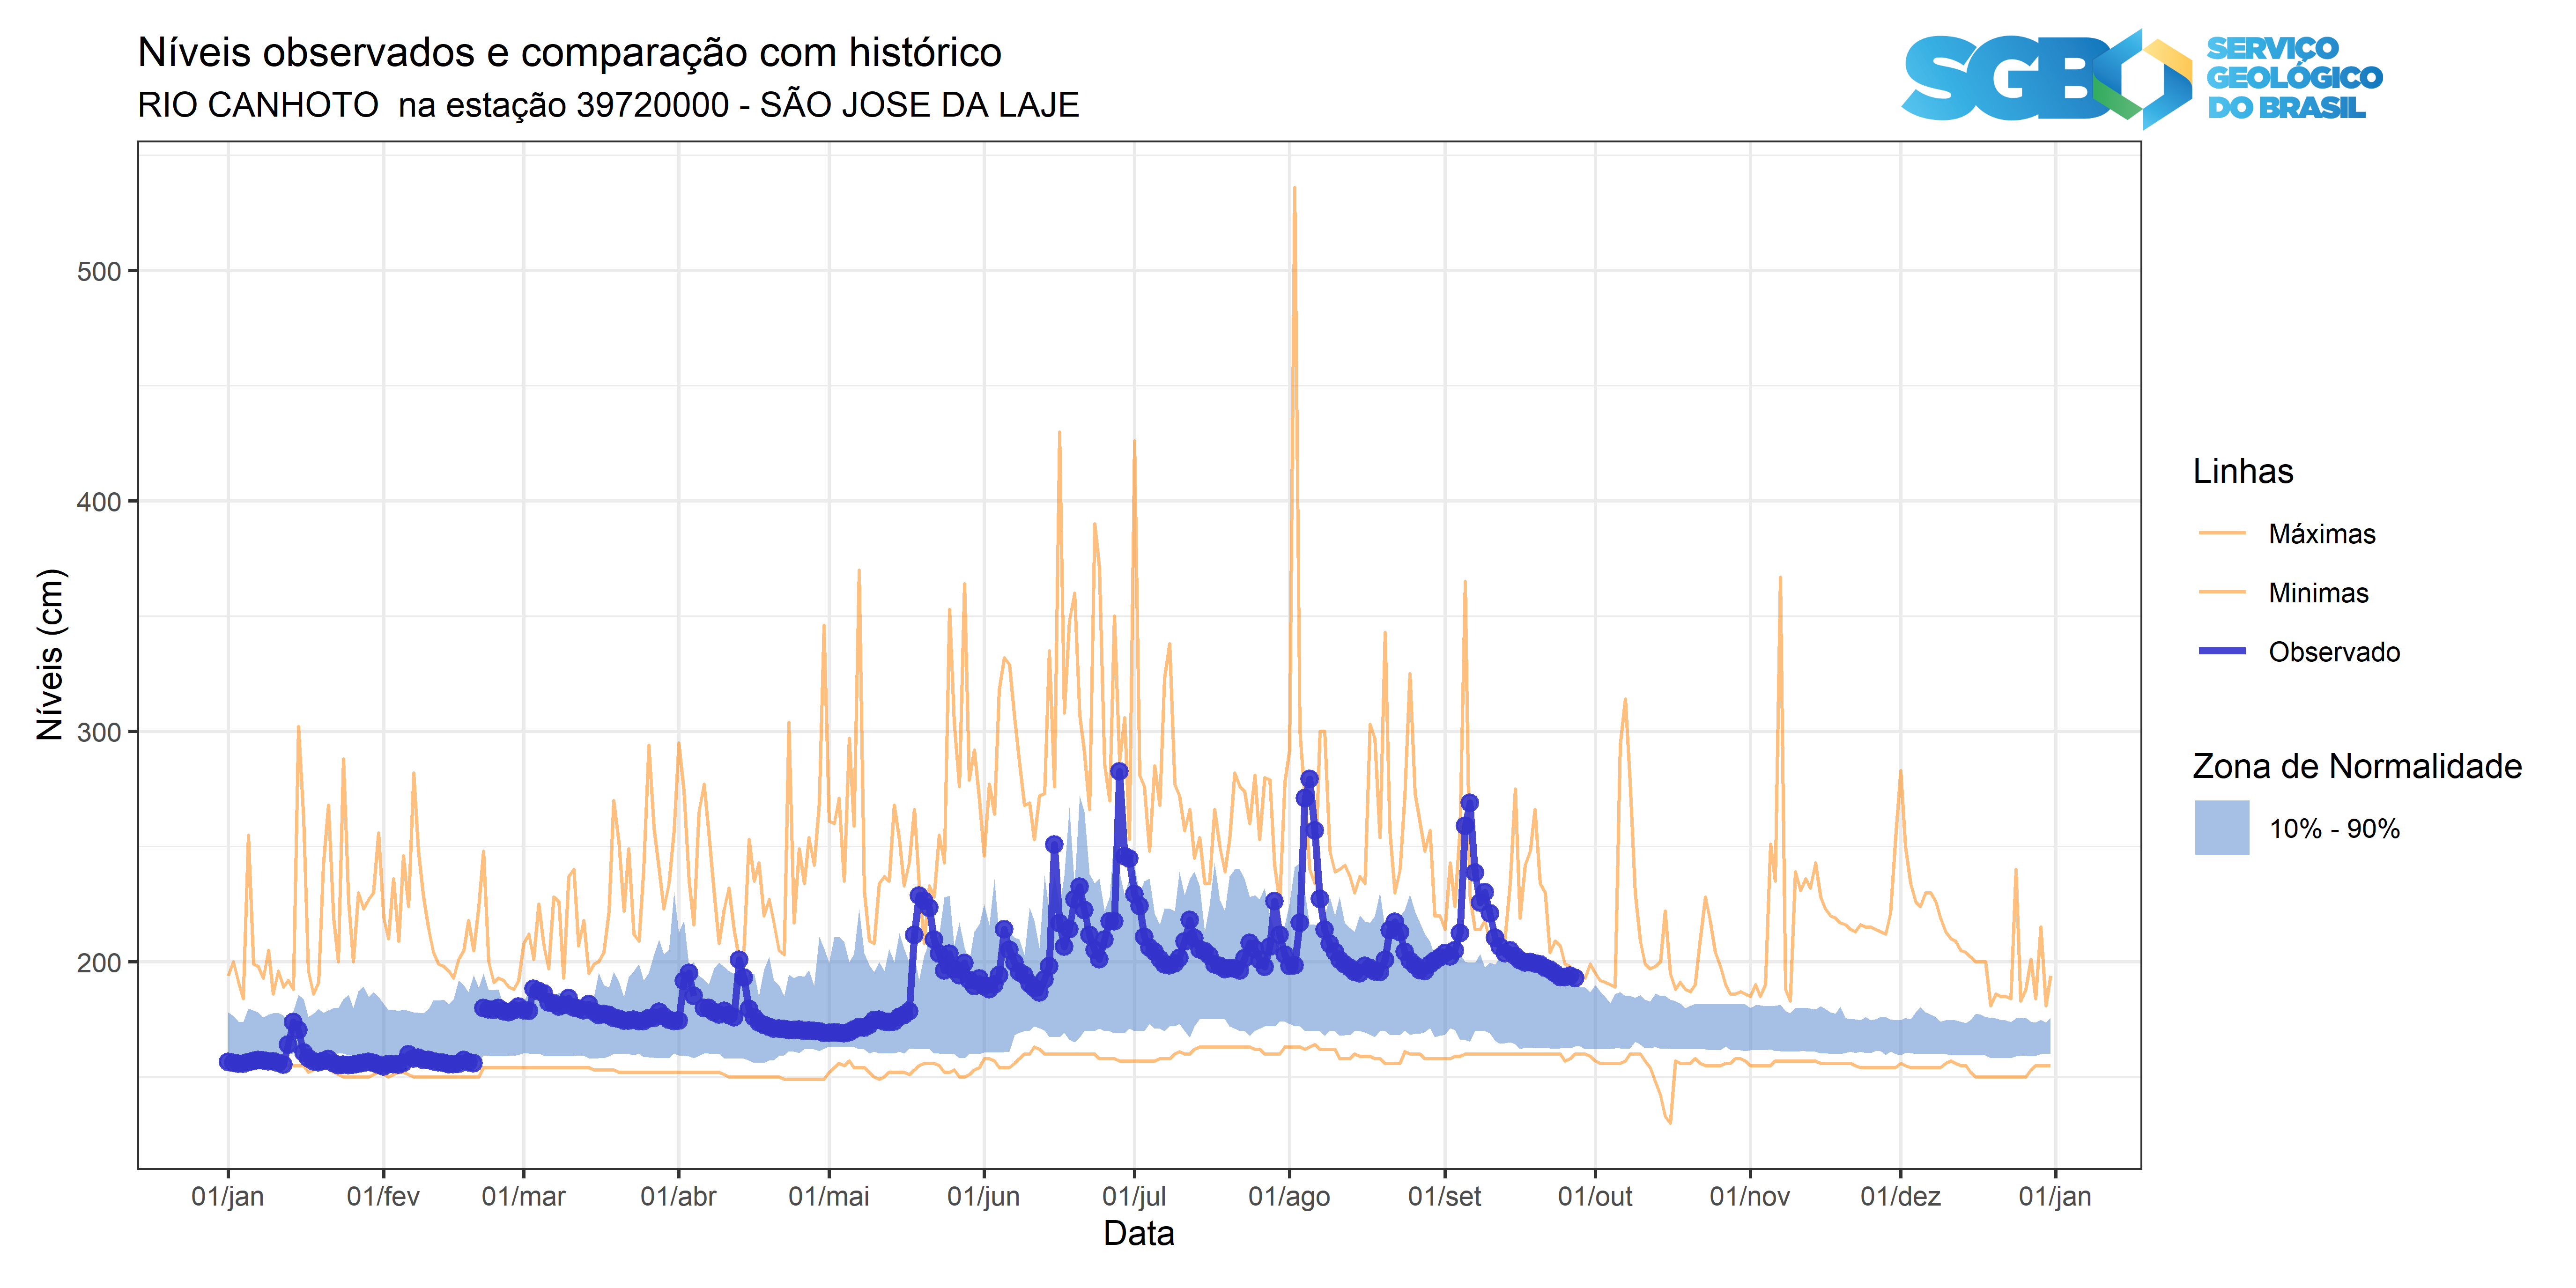 Níveis observados e comparação com histórico
RIO CANHOTO  na estação 39720000 - SÃO JOSE DA LAJE
SGB
SERVIÇO
GEOLÓGICO
DO BRASIL
Níveis (cm)
500
400
300
200
01/jan
01/fev
01/mar
01/abr
01/mai
01/jun
01/jul
01/ago
01/set
01/out
01/nov
01/dez
01/jan
Data
Linhas
Máximas
Minimas
Observado
Zona de Normalidade
10% - 90%